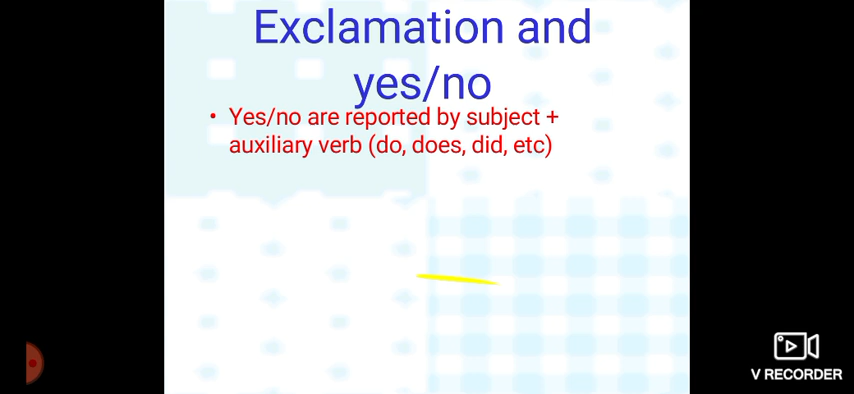 Exclamation and
yes/no
• Yes/no are reported by subject +
auxiliary verb (do, does, did, etc)
V RECORDER